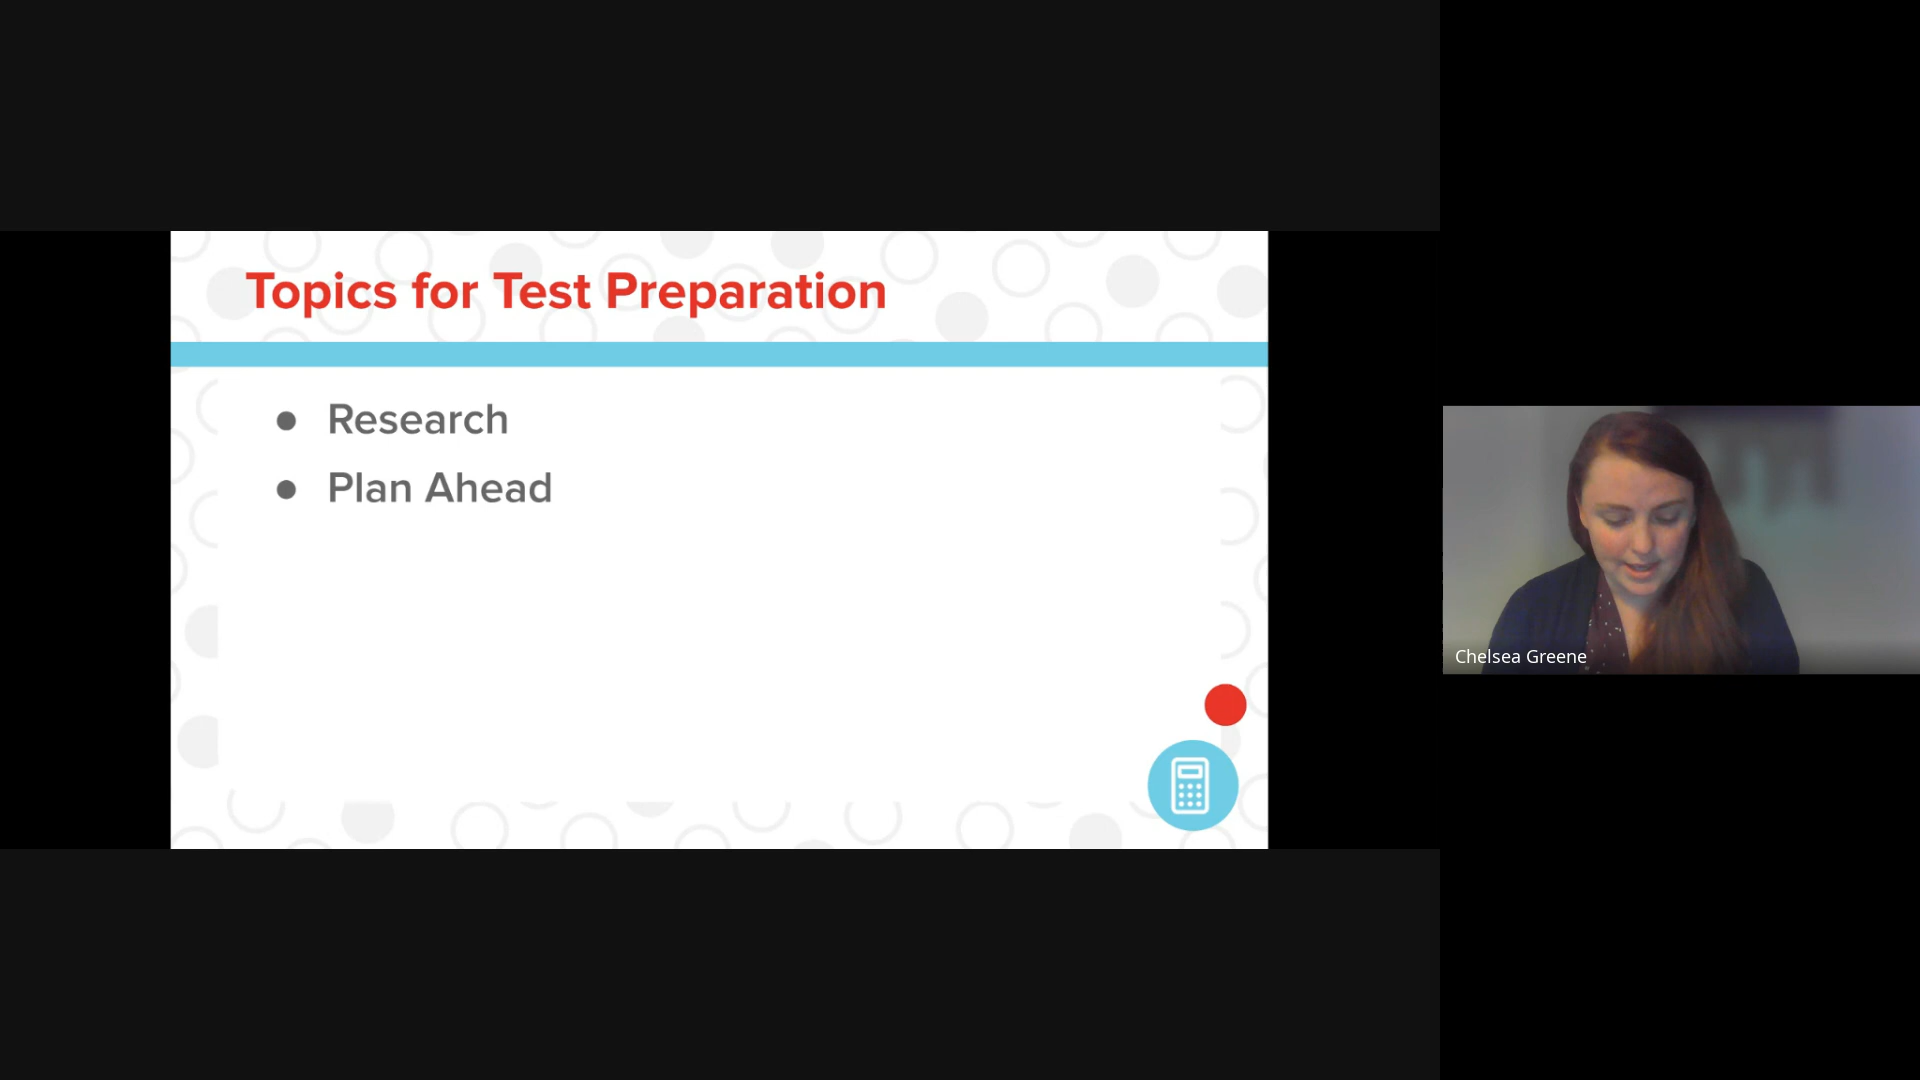 Topics for Test Preparation
● Research
● Plan Ahead
Chelsea Greene